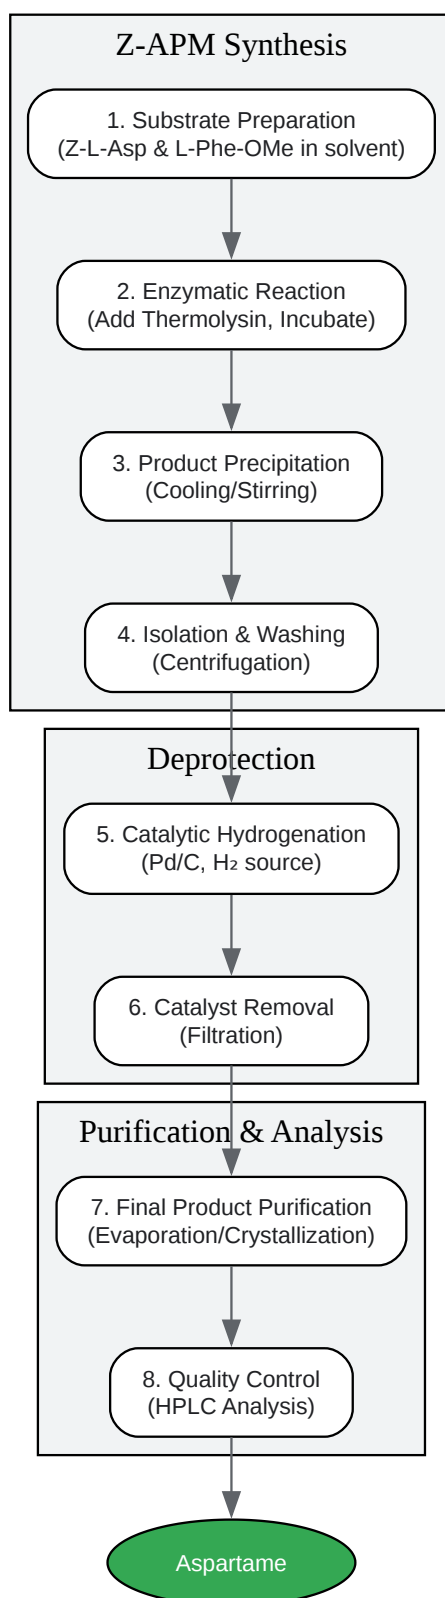 Z-APM Synthesis
1. Substrate Preparation
(Z-L-Asp & L-Phe-OMe in solvent)
2. Enzymatic Reaction
(Add Thermolysin, Incubate)
3. Product Precipitation
(Cooling/Stirring)
4. Isolation & Washing
(Centrifugation)
Deprotection
5. Catalytic Hydrogenation
(Pd/C, H₂ source)
6. Catalyst Removal
(Filtration)
Purification & Analysis
7. Final Product Purification
(Evaporation/Crystallization)
8. Quality Control
(HPLC Analysis)
Aspartame